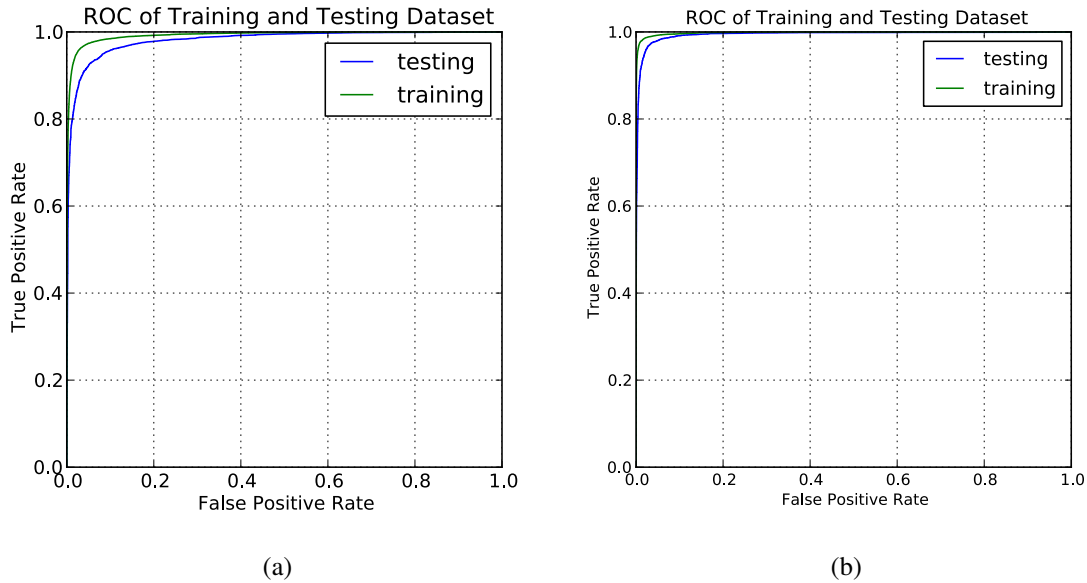 ROC of Training and Testing Dataset
1.0
0.8
0.6
0.4
0.2
0.0
True Positive Rate
testing
training
0.0 0.2 0.4 0.6 0.8 1.0
False Positive Rate
(a)
ROC of Training and Testing Dataset
1.0
0.8
0.6
0.4
0.2
0.0
True Positive Rate
testing
training
0.0 0.2 0.4 0.6 0.8 1.0
False Positive Rate
(b)